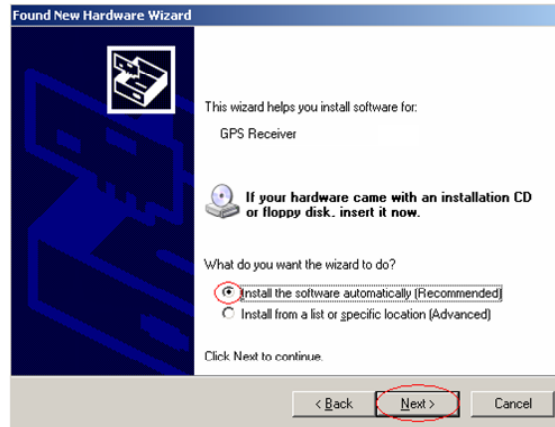 Found New Hardware Wizard
This wizard helps you install software for:
GPS Receiver
If your hardware came with an installation CD
or floppy disk, insert it now.
What do you want the wizard to do?
Install the software automatically (Recommended)
Install from a list or specific location (Advanced)
Click Next to continue.
< Back Next > Cancel